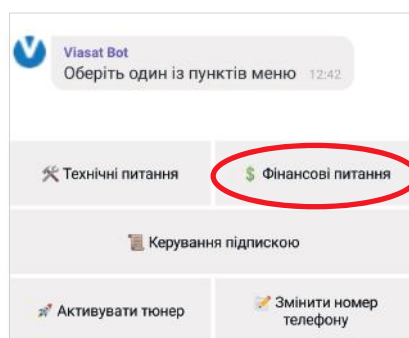 Viasat Bot
Оберіть один із пунктів меню 12:42
🛠 Технічні питання
💲 Фінансові питання
📜 Керування підпискою
🚀 Активувати тюнер
📝 Змінити номер
телефону